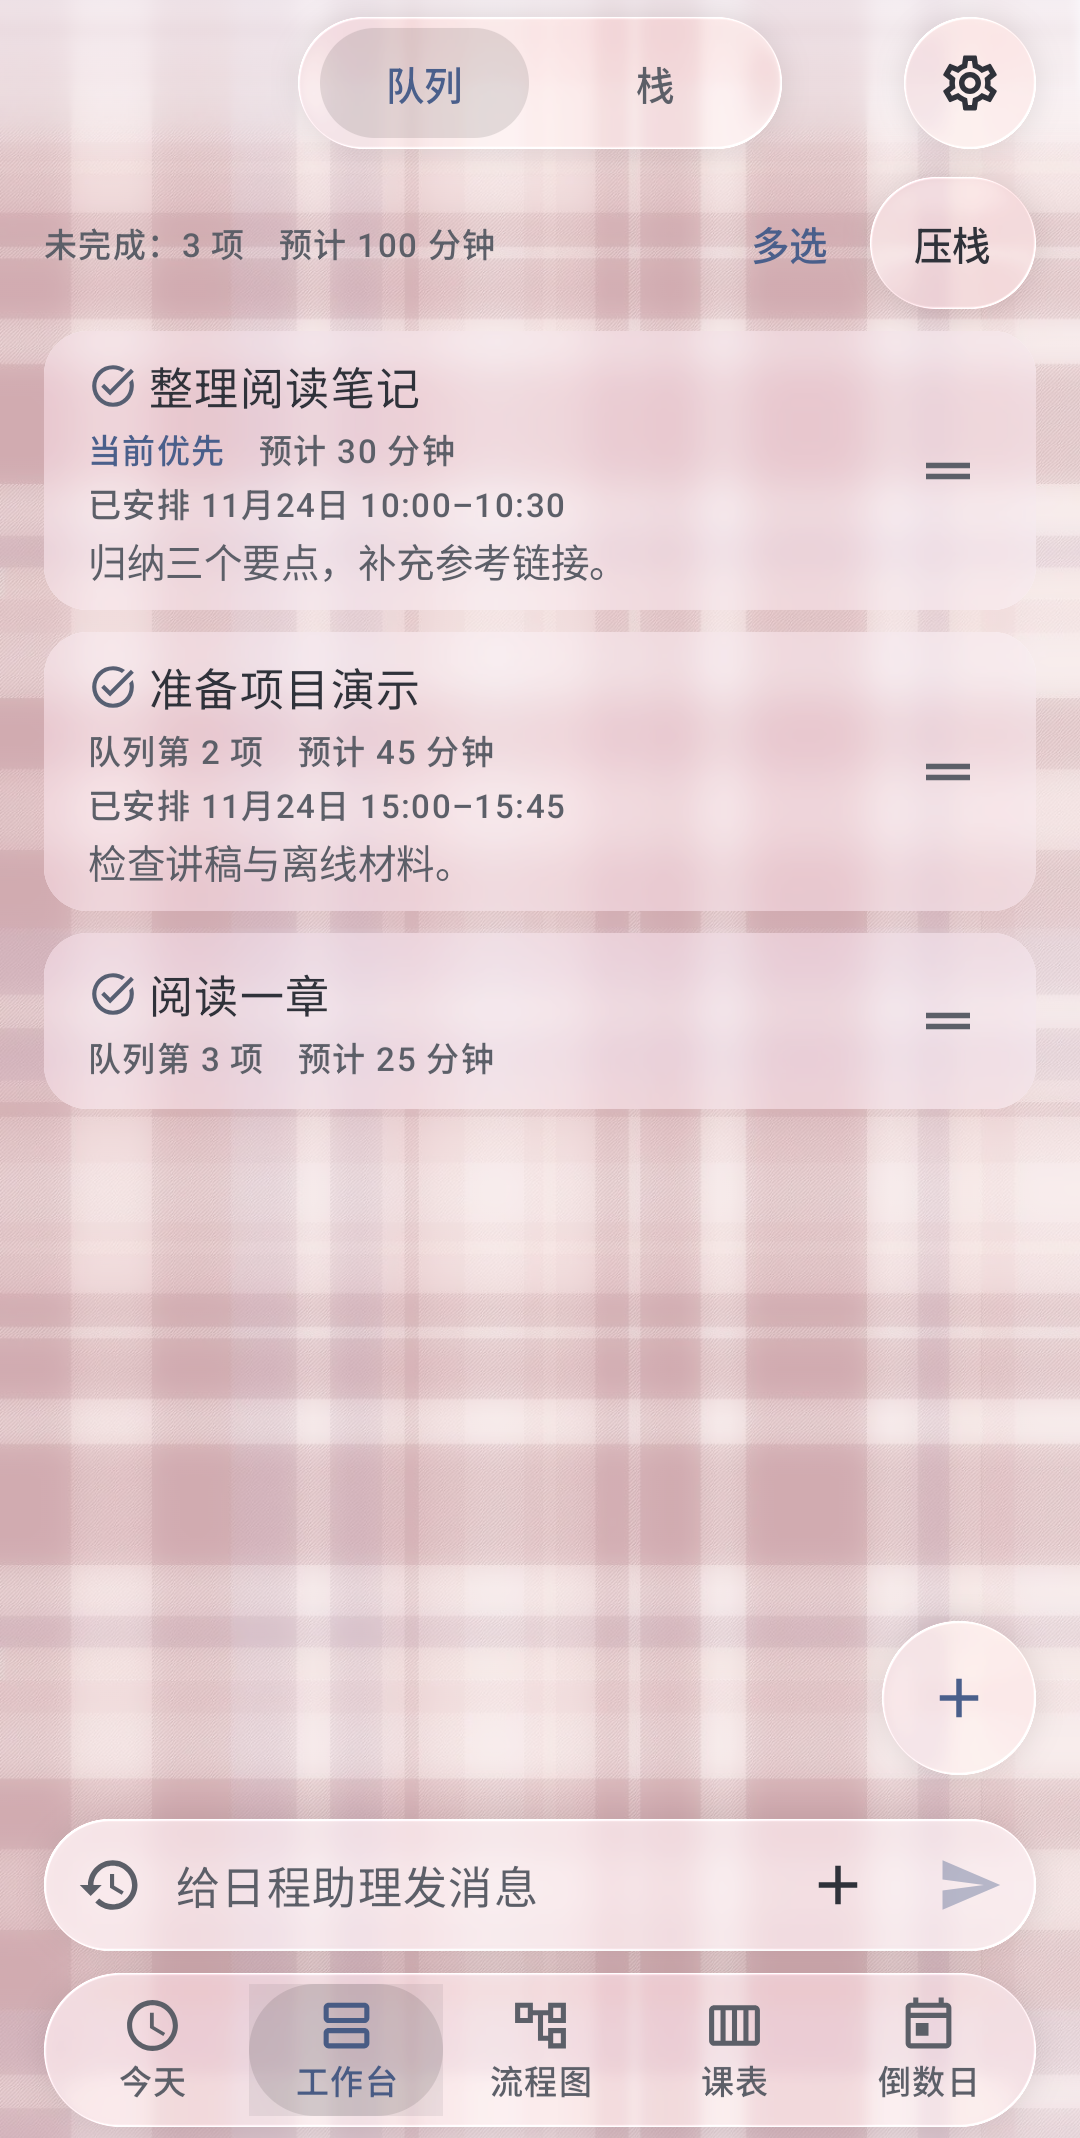 队列 栈
未完成：3 项 预计 100 分钟 多选 压栈
整理阅读笔记
当前优先 预计 30 分钟
已安排 11月24日 10:00–10:30
归纳三个要点，补充参考链接。
准备项目演示
队列第 2 项 预计 45 分钟
已安排 11月24日 15:00–15:45
检查讲稿与离线材料。
阅读一章
队列第 3 项 预计 25 分钟
给日程助理发消息
今天 工作台 流程图 课表 倒数日